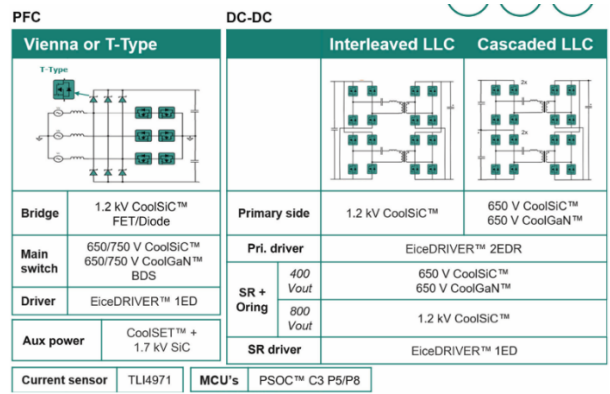 PFC
Vienna or T-Type
T-Type
Bridge
1.2 kV CoolSiC™
FET/Diode
Main
switch
650/750 V CoolSiC™
650/750 V CoolGaN™
BDS
Driver
EiceDRIVER™ 1ED
Aux power
CoolSET™ +
1.7 kV SiC
DC-DC
Interleaved LLC
Cascaded LLC
2x
2x
Primary side
1.2 kV CoolSiC™
650 V CoolSiC™
650 V CoolGaN™
Pri. driver
EiceDRIVER™ 2EDR
SR +
Oring
400
Vout
650 V CoolSiC™
650 V CoolGaN™
800
Vout
1.2 kV CoolSiC™
SR driver
EiceDRIVER™ 1ED
Current sensor
TLI4971
MCU's
PSOC™ C3 P5/P8